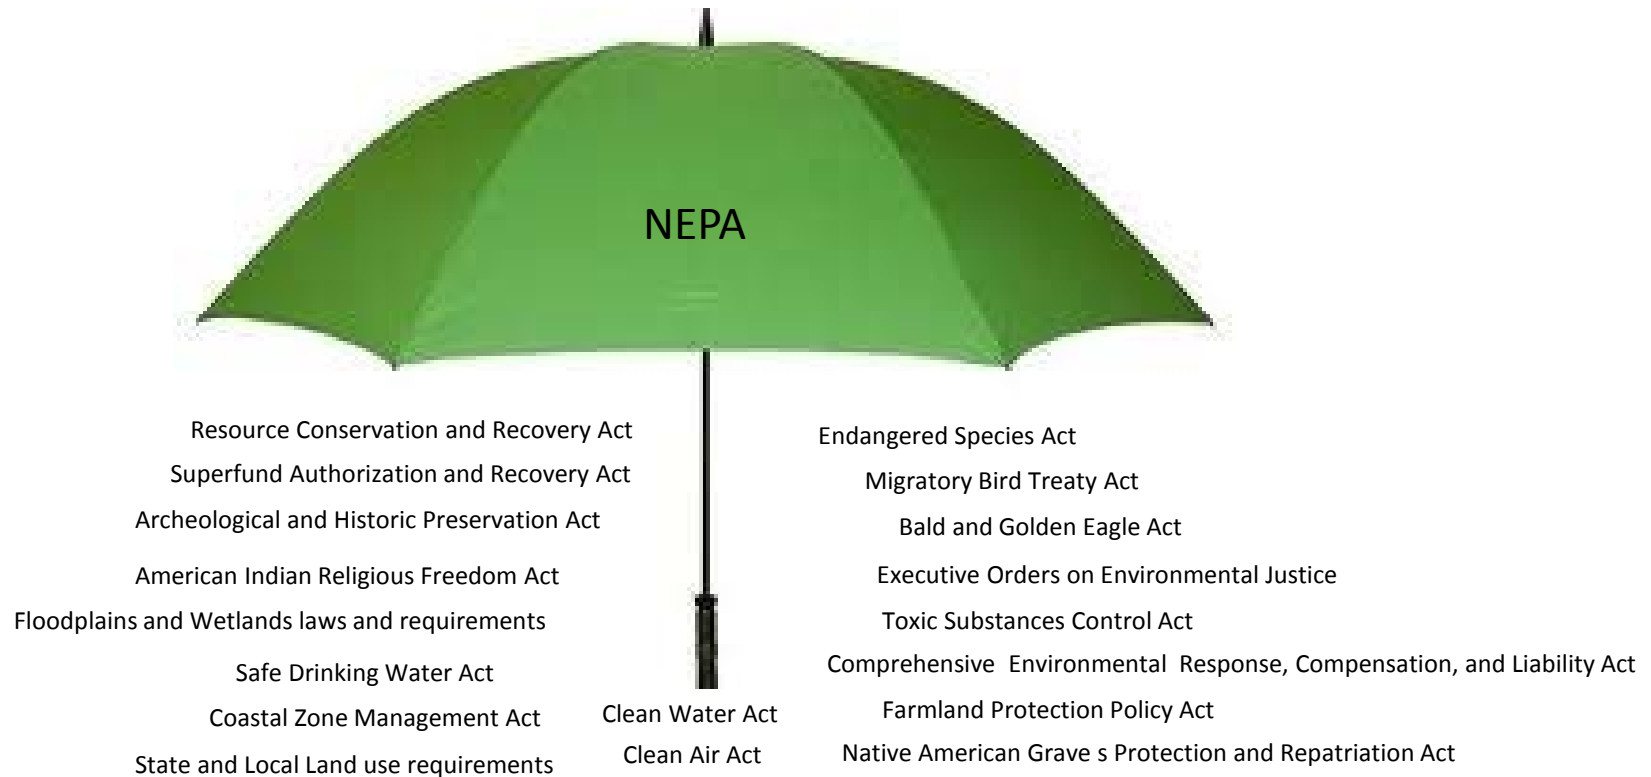 NEPA
Resource Conservation and Recovery Act
Superfund Authorization and Recovery Act
Archeological and Historic Preservation Act
American Indian Religious Freedom Act
Floodplains and Wetlands laws and requirements
Safe Drinking Water Act
Coastal Zone Management Act
State and Local Land use requirements
Clean Water Act
Clean Air Act
Endangered Species Act
Migratory Bird Treaty Act
Bald and Golden Eagle Act
Executive Orders on Environmental Justice
Toxic Substances Control Act
Comprehensive Environmental Response, Compensation, and Liability Act
Farmland Protection Policy Act
Native American Grave s Protection and Repatriation Act